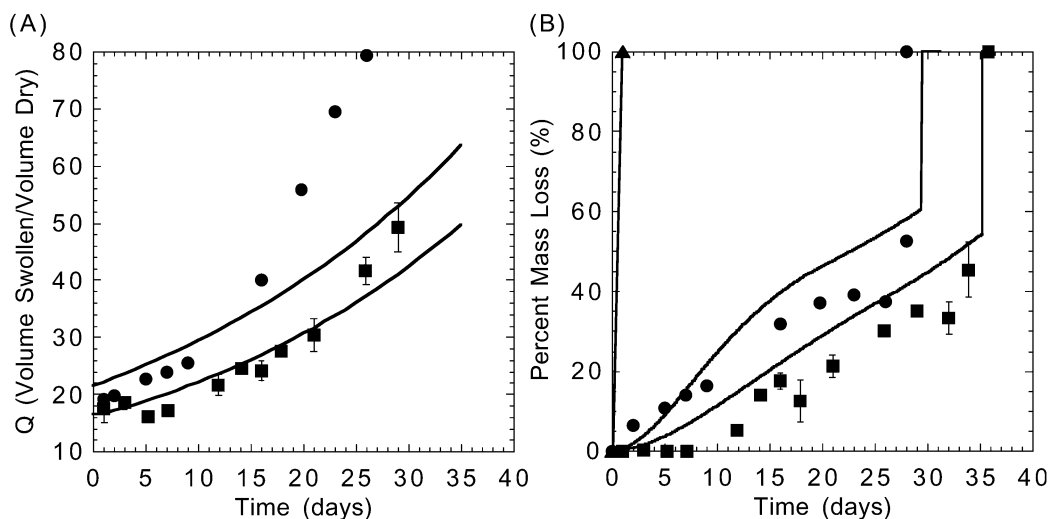 (A)
Q (Volume Swollen/Volume Dry)
80
70
60
50
40
30
20
10
0 5 10 15 20 25 30 35 40
Time (days)
(B)
Percent Mass Loss (%)
100
80
60
40
20
0
0 5 10 15 20 25 30 35 40
Time (days)